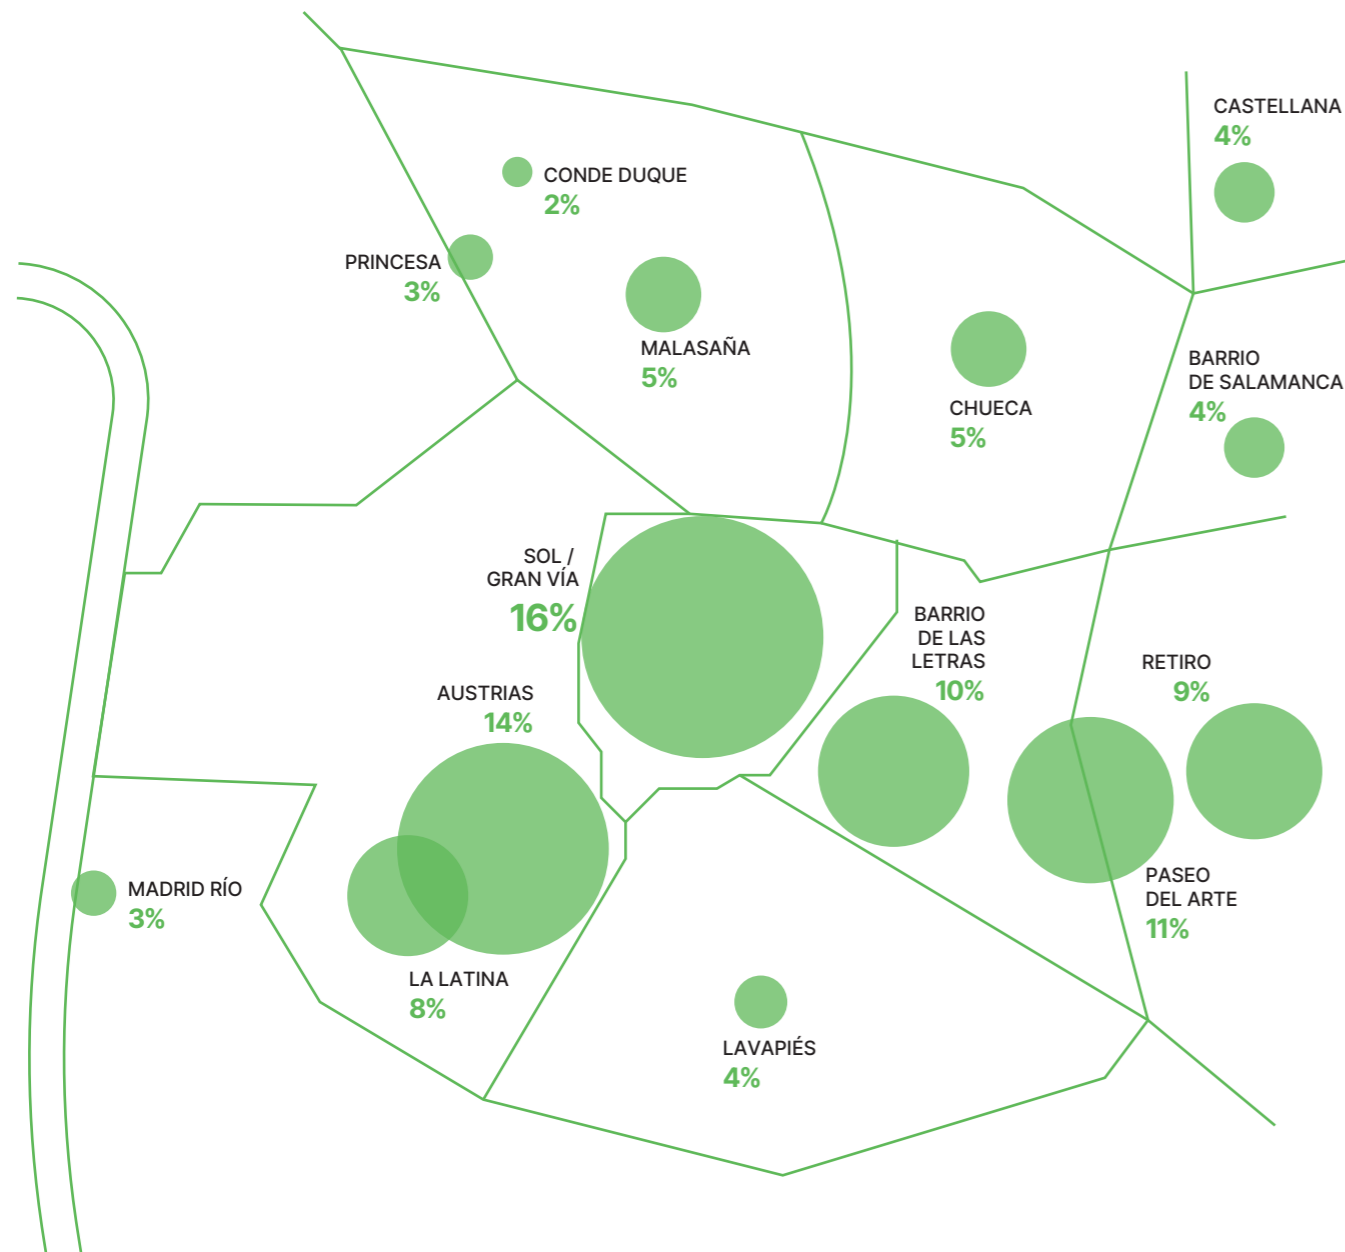 CASTELLANA
4%
CONDE DUQUE
2%
PRINCESA
3%
MALASAÑA
5%
CHUECA
5%
BARRIO
DE SALAMANCA
4%
SOL /
GRAN VÍA
16%
BARRIO
DE LAS
LETRAS
10%
RETIRO
9%
AUSTRIAS
14%
MADRID RÍO
3%
PASEO
DEL ARTE
11%
LA LATINA
8%
LAVAPIÉS
4%